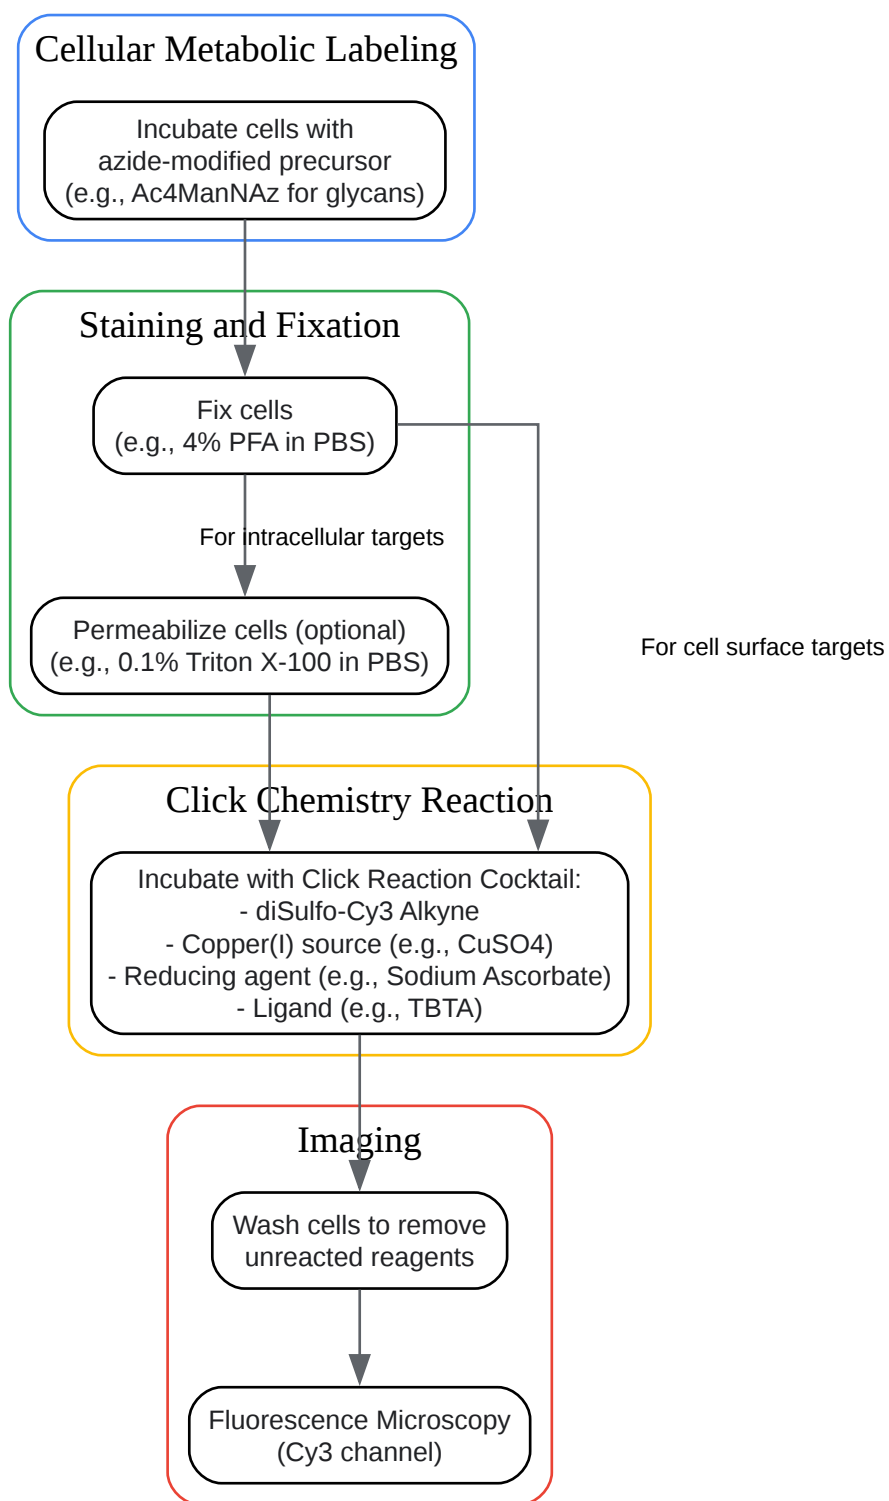 Cellular Metabolic Labeling
Incubate cells with
azide-modified precursor
(e.g., Ac4ManNAz for glycans)
Staining and Fixation
Fix cells
(e.g., 4% PFA in PBS)
For intracellular targets
Permeabilize cells (optional)
(e.g., 0.1% Triton X-100 in PBS)
For cell surface targets
Click Chemistry Reaction
Incubate with Click Reaction Cocktail:
- diSulfo-Cy3 Alkyne
- Copper(I) source (e.g., CuSO4)
- Reducing agent (e.g., Sodium Ascorbate)
- Ligand (e.g., TBTA)
Imaging
Wash cells to remove
unreacted reagents
Fluorescence Microscopy
(Cy3 channel)